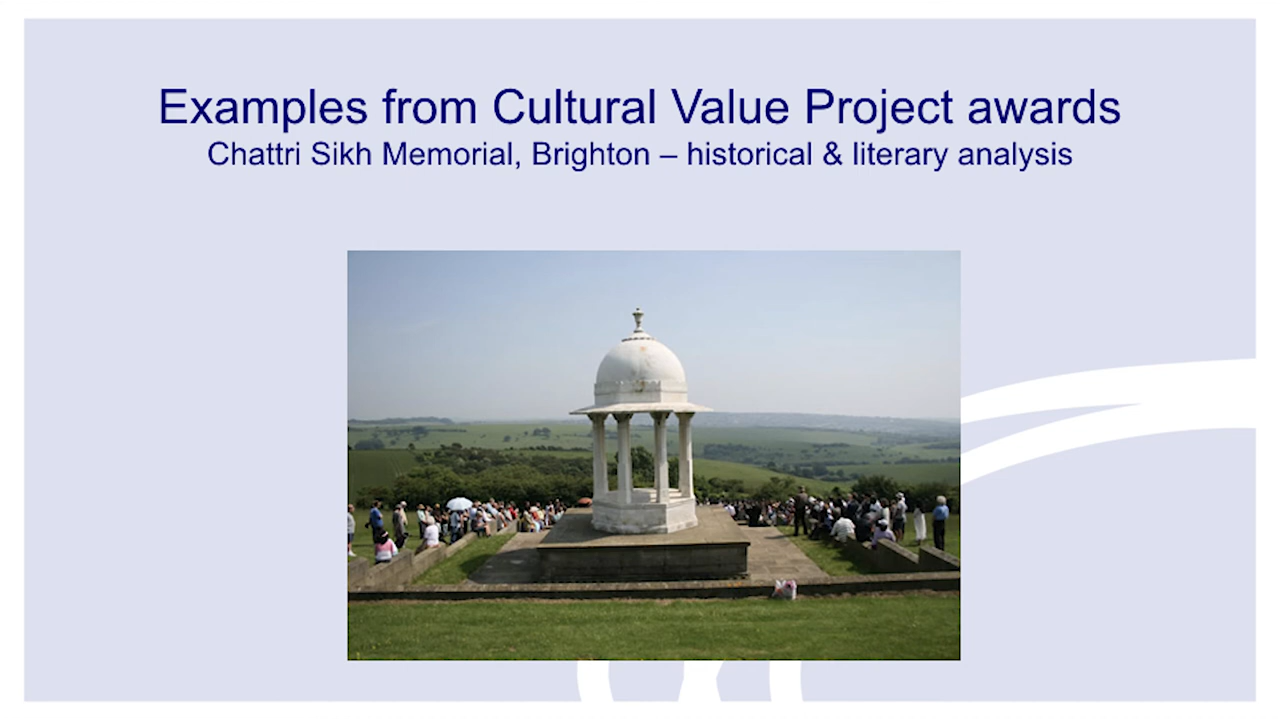 Examples from Cultural Value Project awards
Chattri Sikh Memorial, Brighton – historical & literary analysis